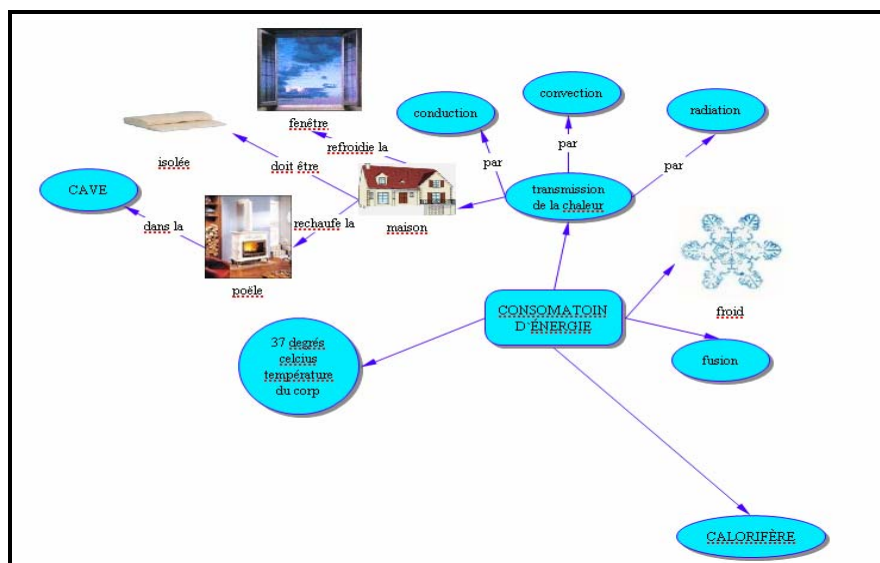 fenêtre
isolée
refroidie la
doit être
CAVE
dans la
rechaufe la
maison
poële
conduction
convection
radiation
par
par
par
transmission
de la chaleur
CONSOMATOIN
D´ÉNERGIE
froid
fusion
37 degrés
celcius
température
du corp
CALORIFÈRE